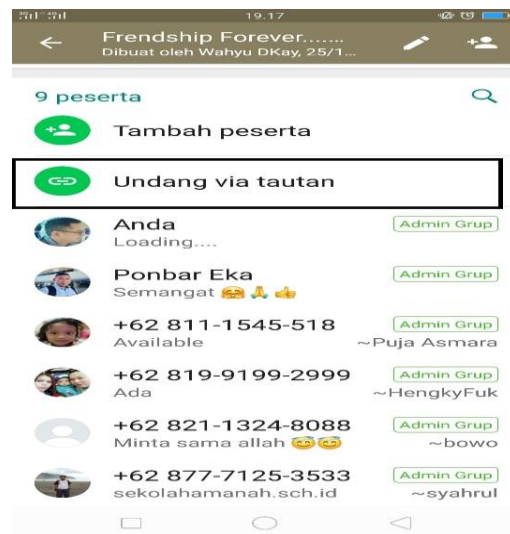 19.17
Frendship Forever.......
Dibuat oleh Wahyu DKay, 25/1...
9 peserta
Tambah peserta
Undang via tautan
Anda
Admin Grup
Loading....
Ponbar Eka
Admin Grup
Semangat 🤗🙏👍
+62 811-1545-518
Admin Grup
Available
~Puja Asmara
+62 819-9199-2999
Admin Grup
Ada
~HengkyFuk
+62 821-1324-8088
Admin Grup
Minta sama allah 😇😇
~bowo
+62 877-7125-3533
Admin Grup
sekolahamanah.sch.id
~syahrul